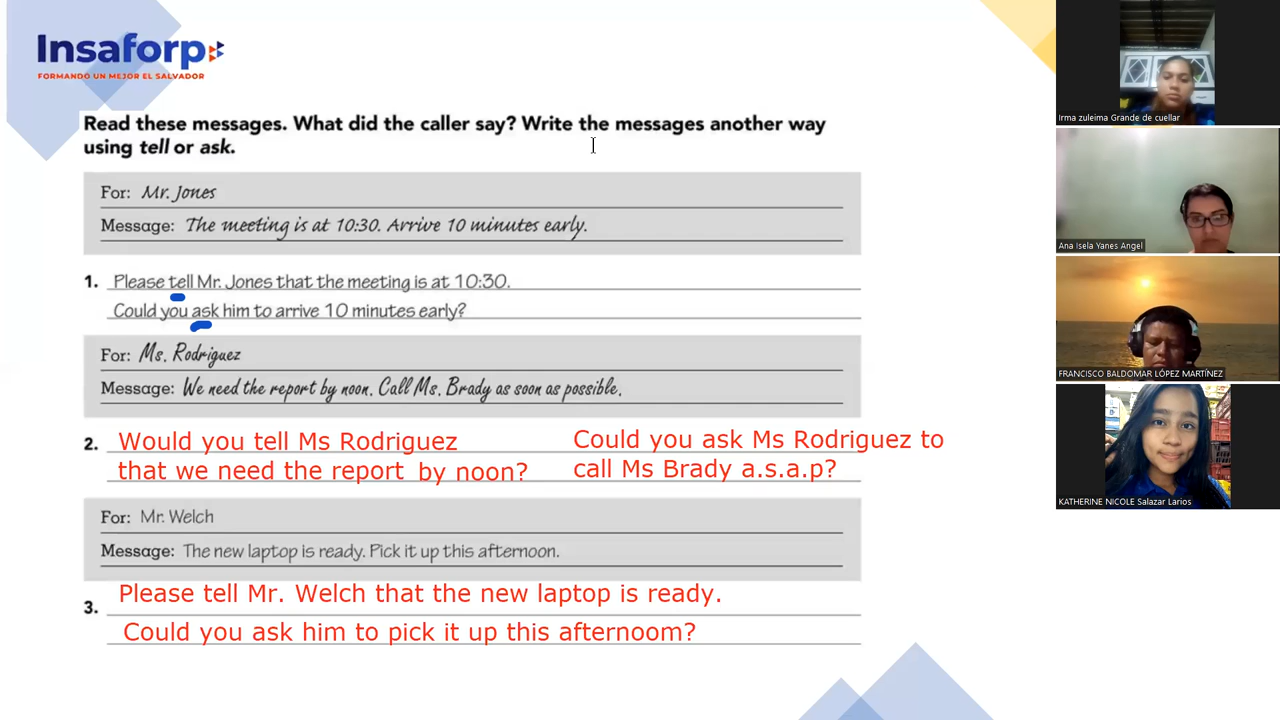 Insaforp
FORMANDO UN MEJOR EL SALVADOR
Read these messages. What did the caller say? Write the messages another way
using tell or ask.
For: Mr. Jones
Message: The meeting is at 10:30. Arrive 10 minutes early.
1. Please tell Mr. Jones that the meeting is at 10:30.
Could you ask him to arrive 10 minutes early?
For: Ms. Rodriguez
Message: We need the report by noon. Call Ms. Brady as soon as possible.
2. Would you tell Ms Rodriguez
that we need the report by noon?
Could you ask Ms Rodriguez to
call Ms Brady a.s.a.p?
For: Mr. Welch
Message: The new laptop is ready. Pick it up this afternoon.
3. Please tell Mr. Welch that the new laptop is ready.
Could you ask him to pick it up this afternoom?
Irma zuleima Grande de cuellar
Ana Isela Yanes Angel
FRANCISCO BALDOMAR LÓPEZ MARTÍNEZ
KATHERINE NICOLE Salazar Larios